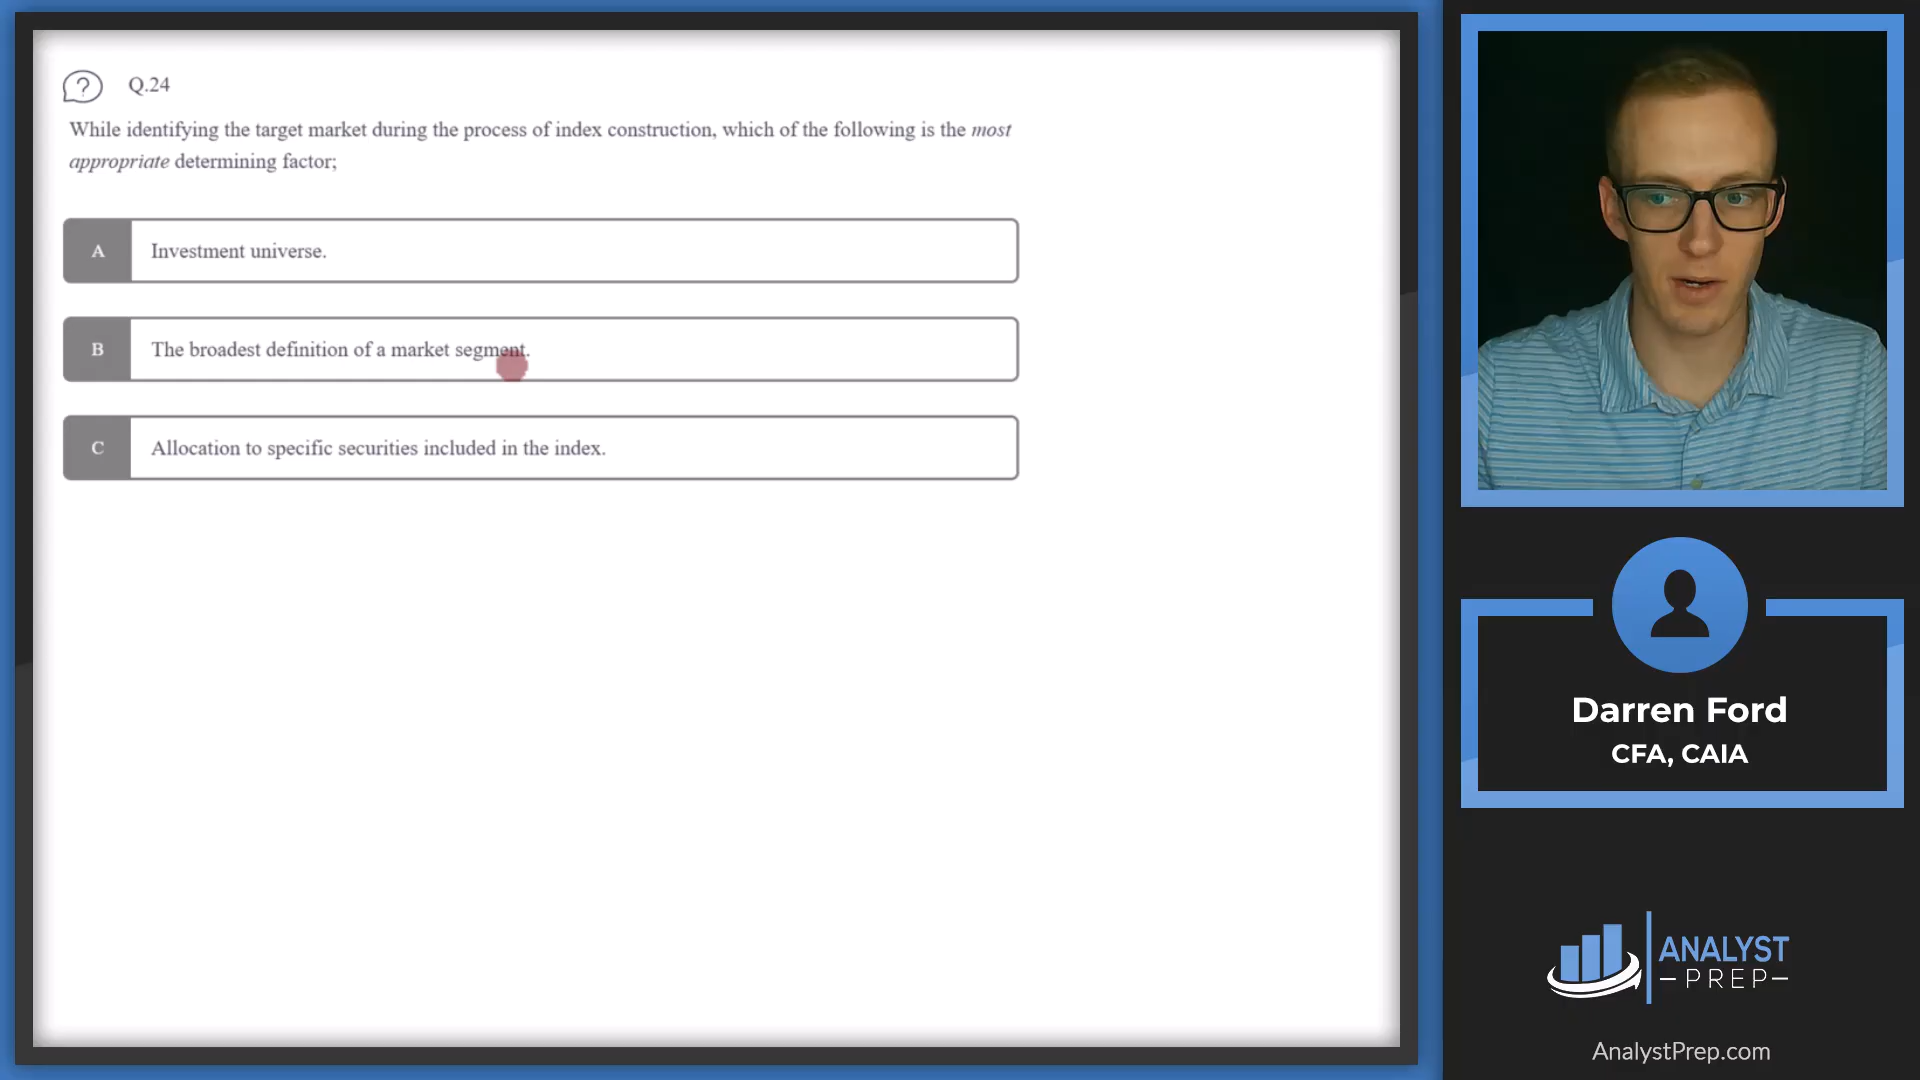 Q.24
While identifying the target market during the process of index construction, which of the following is the most
appropriate determining factor;
A
Investment universe.
B
The broadest definition of a market segment.
C
Allocation to specific securities included in the index.
Darren Ford
CFA, CAIA
ANALYST
PREP
AnalystPrep.com